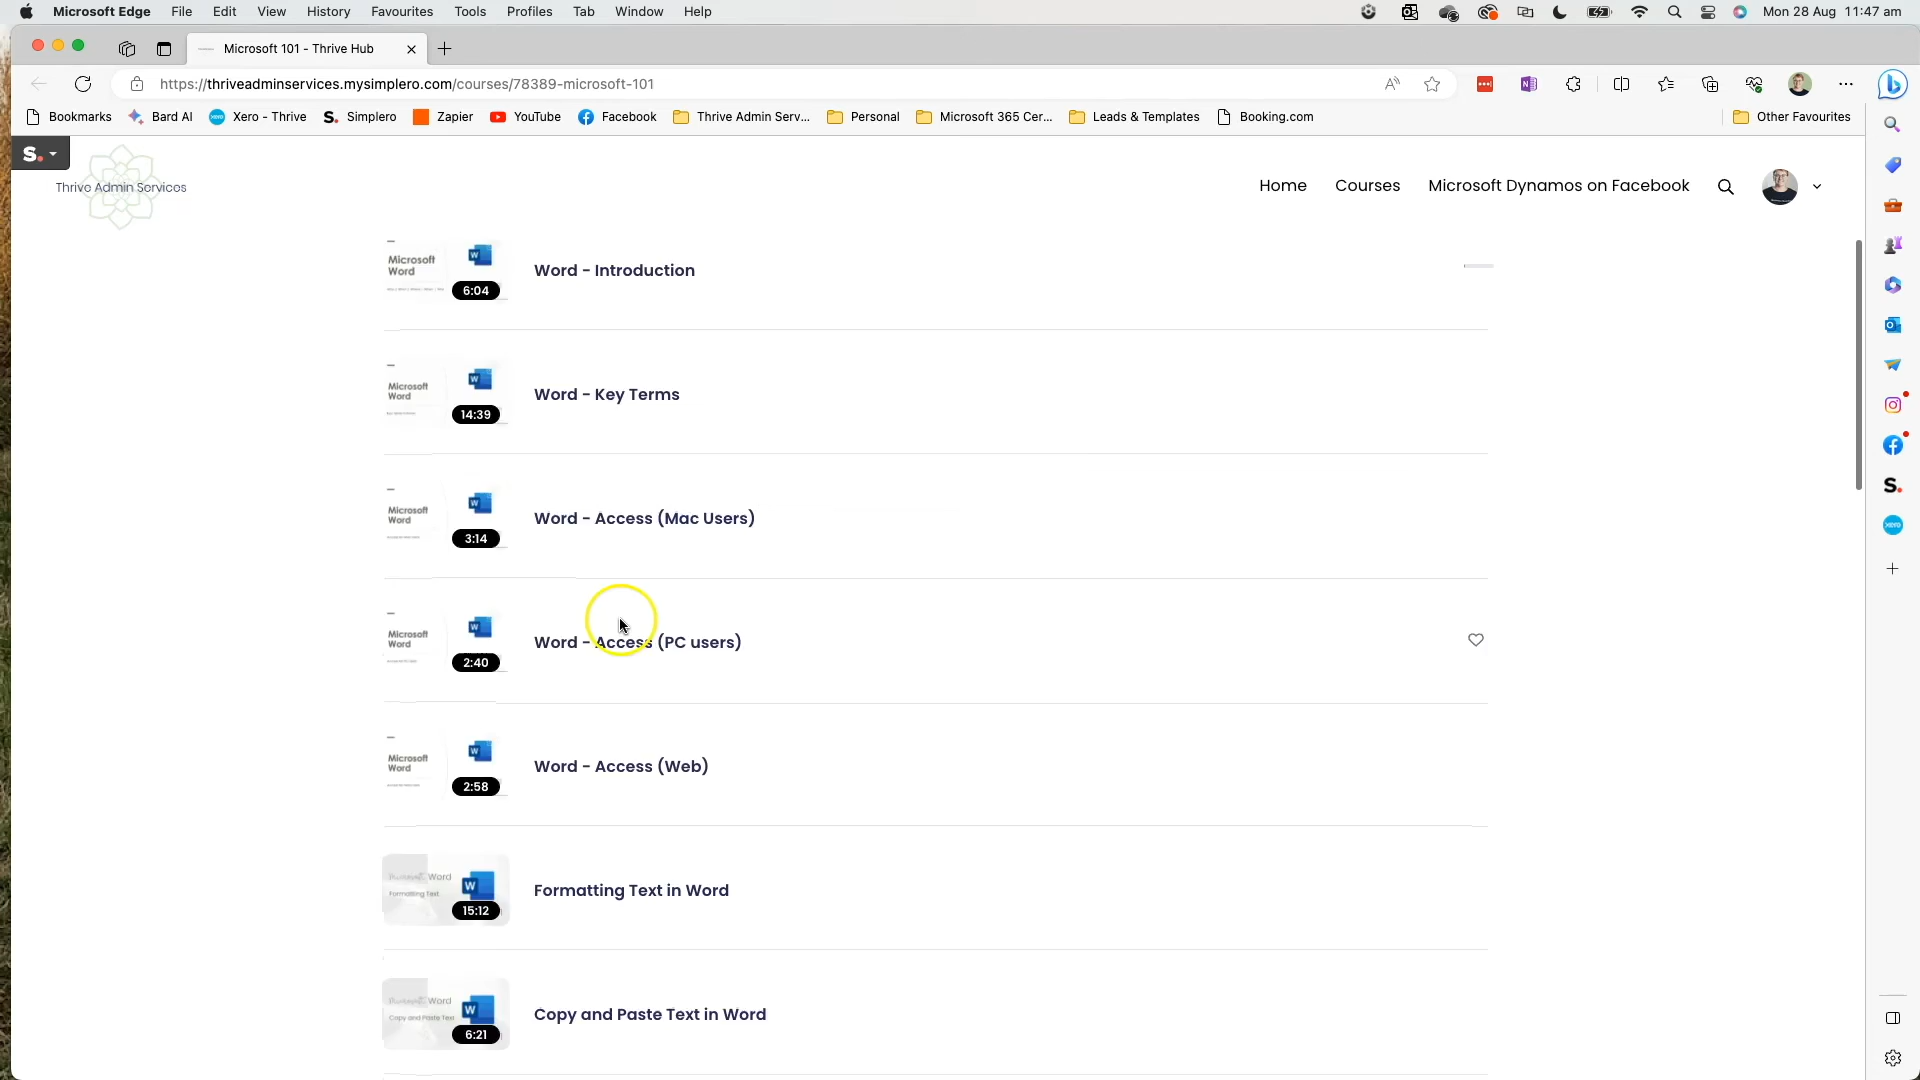 Microsoft Edge File Edit View History Favourites Tools Profiles Tab Window Help Mon 28 Aug 11:47 am
Microsoft 101 - Thrive Hub
https://thriveadminservices.mysimplero.com/courses/78389-microsoft-101
Bookmarks Bard AI Xero - Thrive Simplero Zapier YouTube Facebook Thrive Admin Serv... Personal Microsoft 365 Cer... Leads & Templates Booking.com Other Favourites
S.
Thrive Admin Services
Home Courses Microsoft Dynamos on Facebook
Microsoft Word
6:04
Word - Introduction
Microsoft Word
14:39
Word - Key Terms
Microsoft Word
3:14
Word - Access (Mac Users)
Microsoft Word
2:40
Word - Access (PC users)
Microsoft Word
2:58
Word - Access (Web)
Word
Formatting Text
15:12
Formatting Text in Word
Word
Copy and Paste Text
6:21
Copy and Paste Text in Word